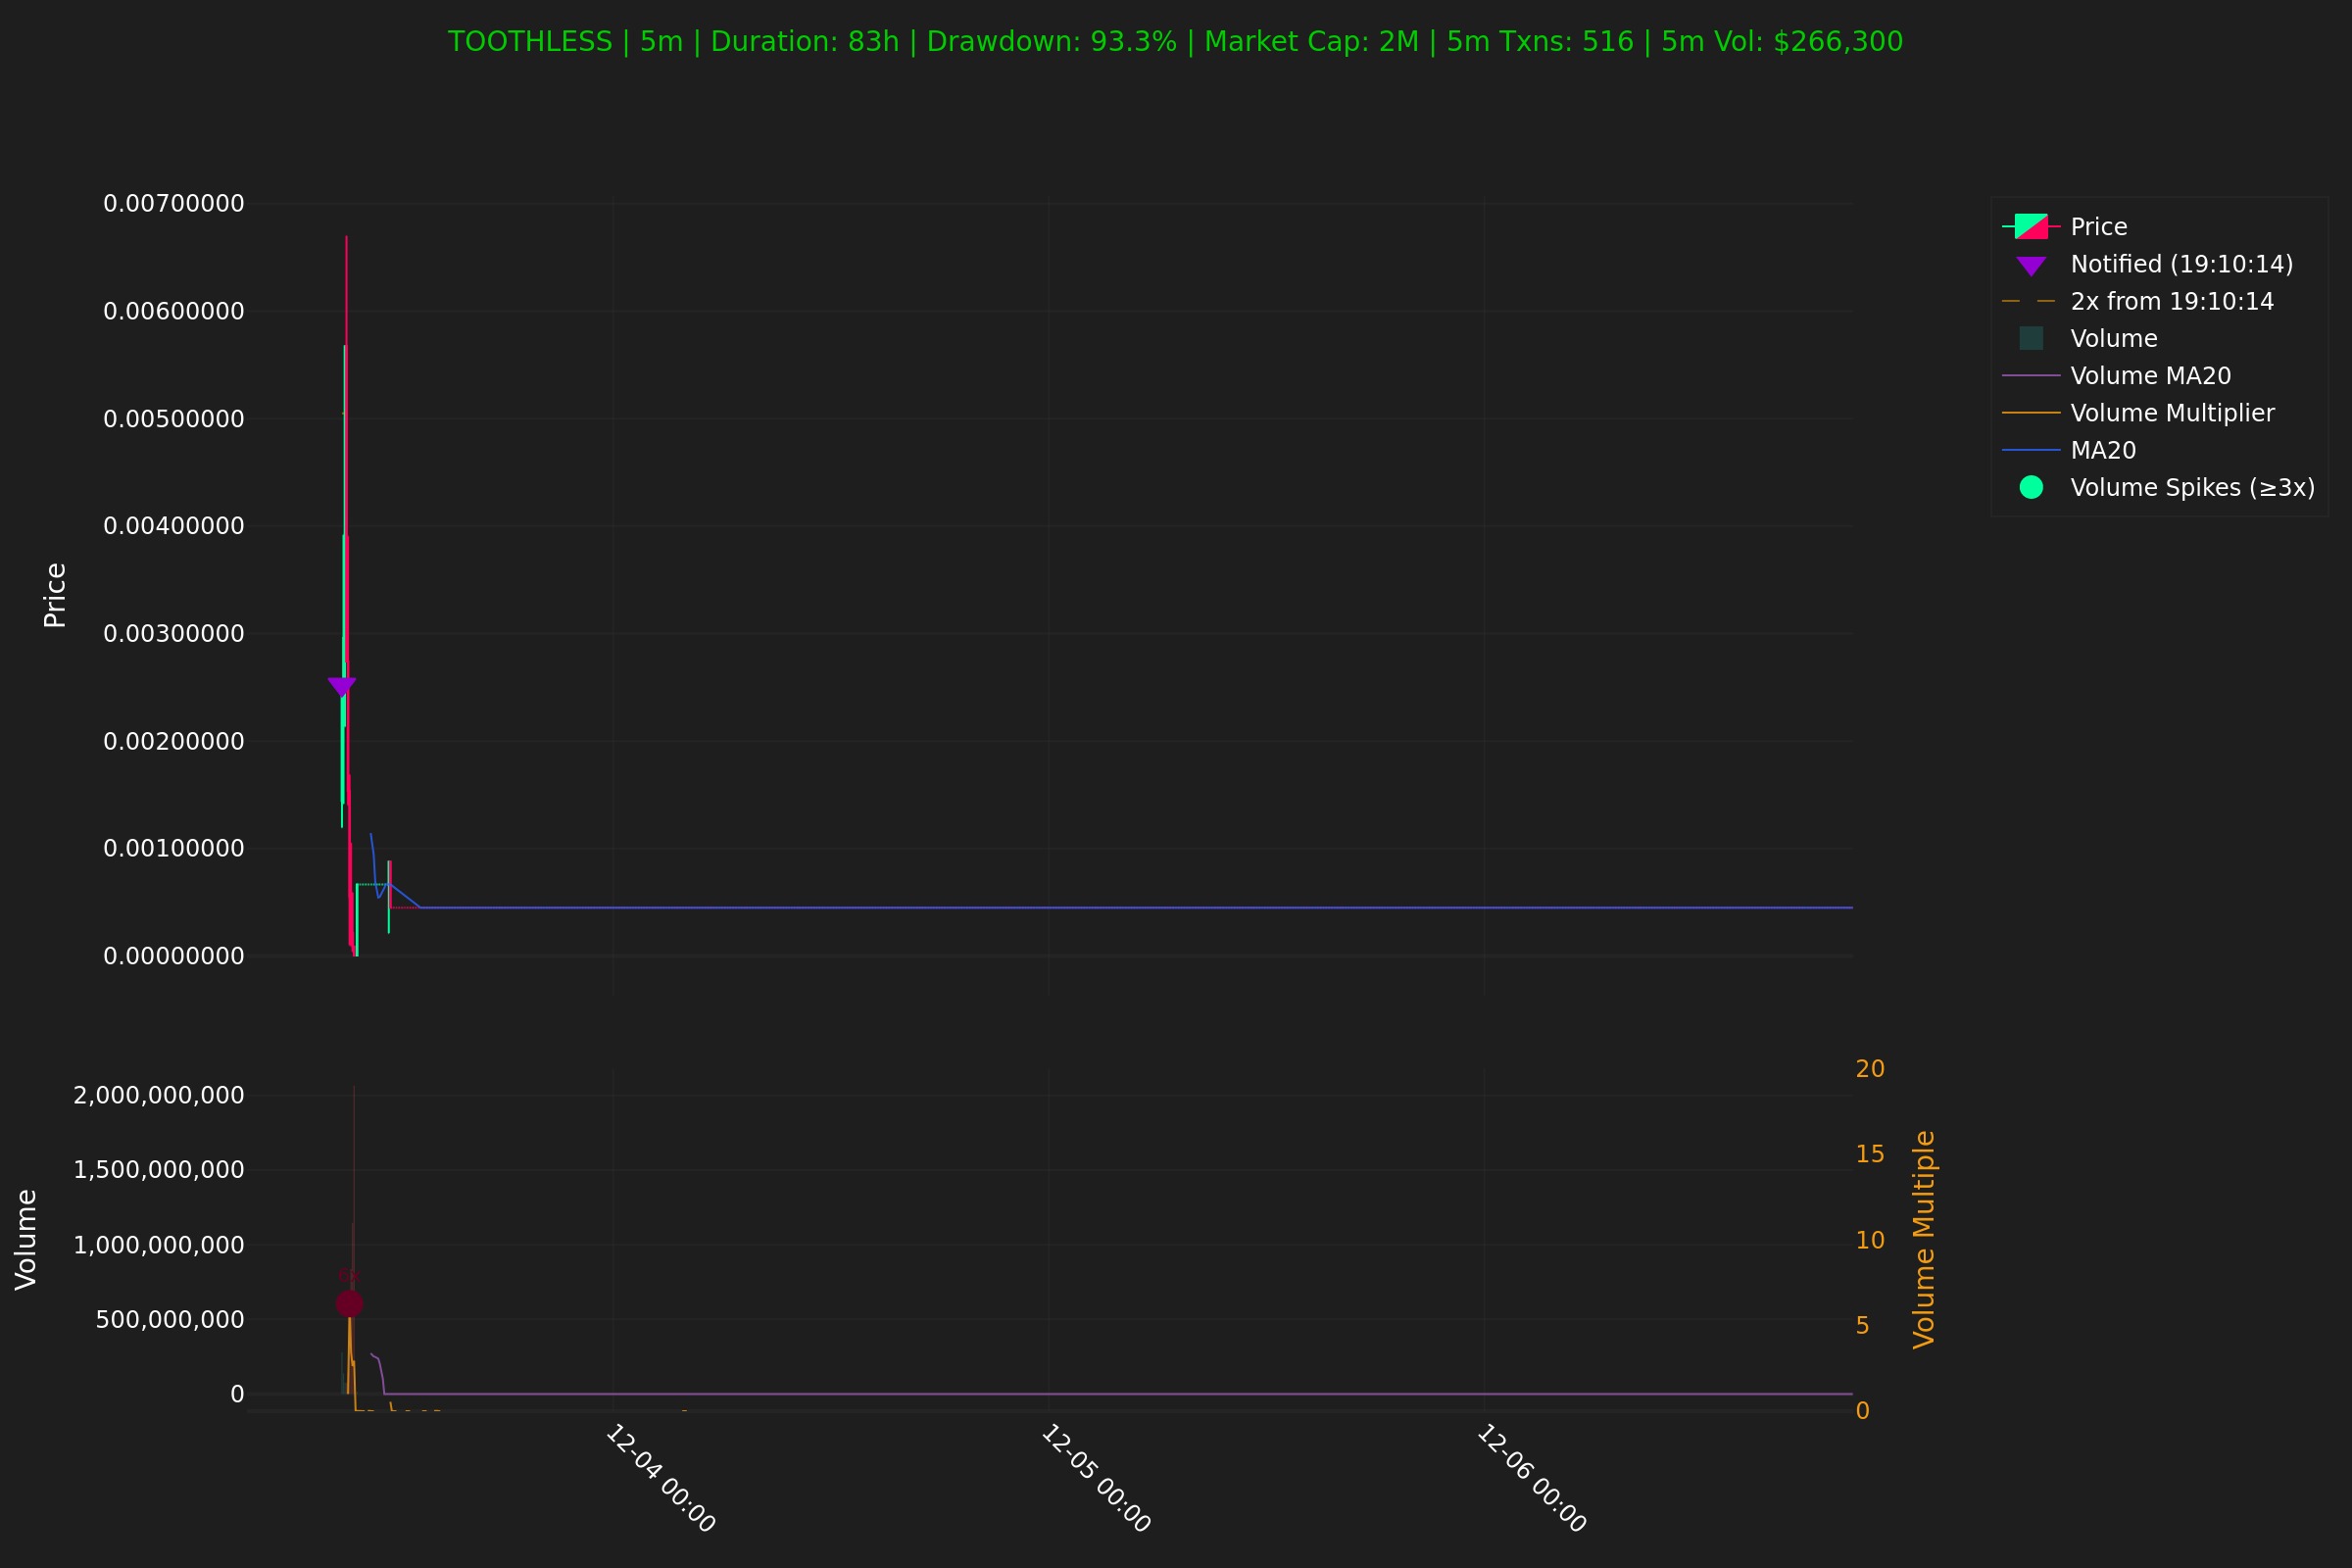 TOOTHLESS | 5m | Duration: 83h | Drawdown: 93.3% | Market Cap: 2M | 5m Txns: 516 | 5m Vol: $266,300
Price
0.00700000
0.00600000
0.00500000
0.00400000
0.00300000
0.00200000
0.00100000
0.00000000
Price
Notified (19:10:14)
2x from 19:10:14
Volume
Volume MA20
Volume Multiplier
MA20
Volume Spikes (≥3x)
Volume
2,000,000,000
1,500,000,000
1,000,000,000
500,000,000
0
6x
20
15
10
5
0
Volume Multiple
12-04 00:00
12-05 00:00
12-06 00:00